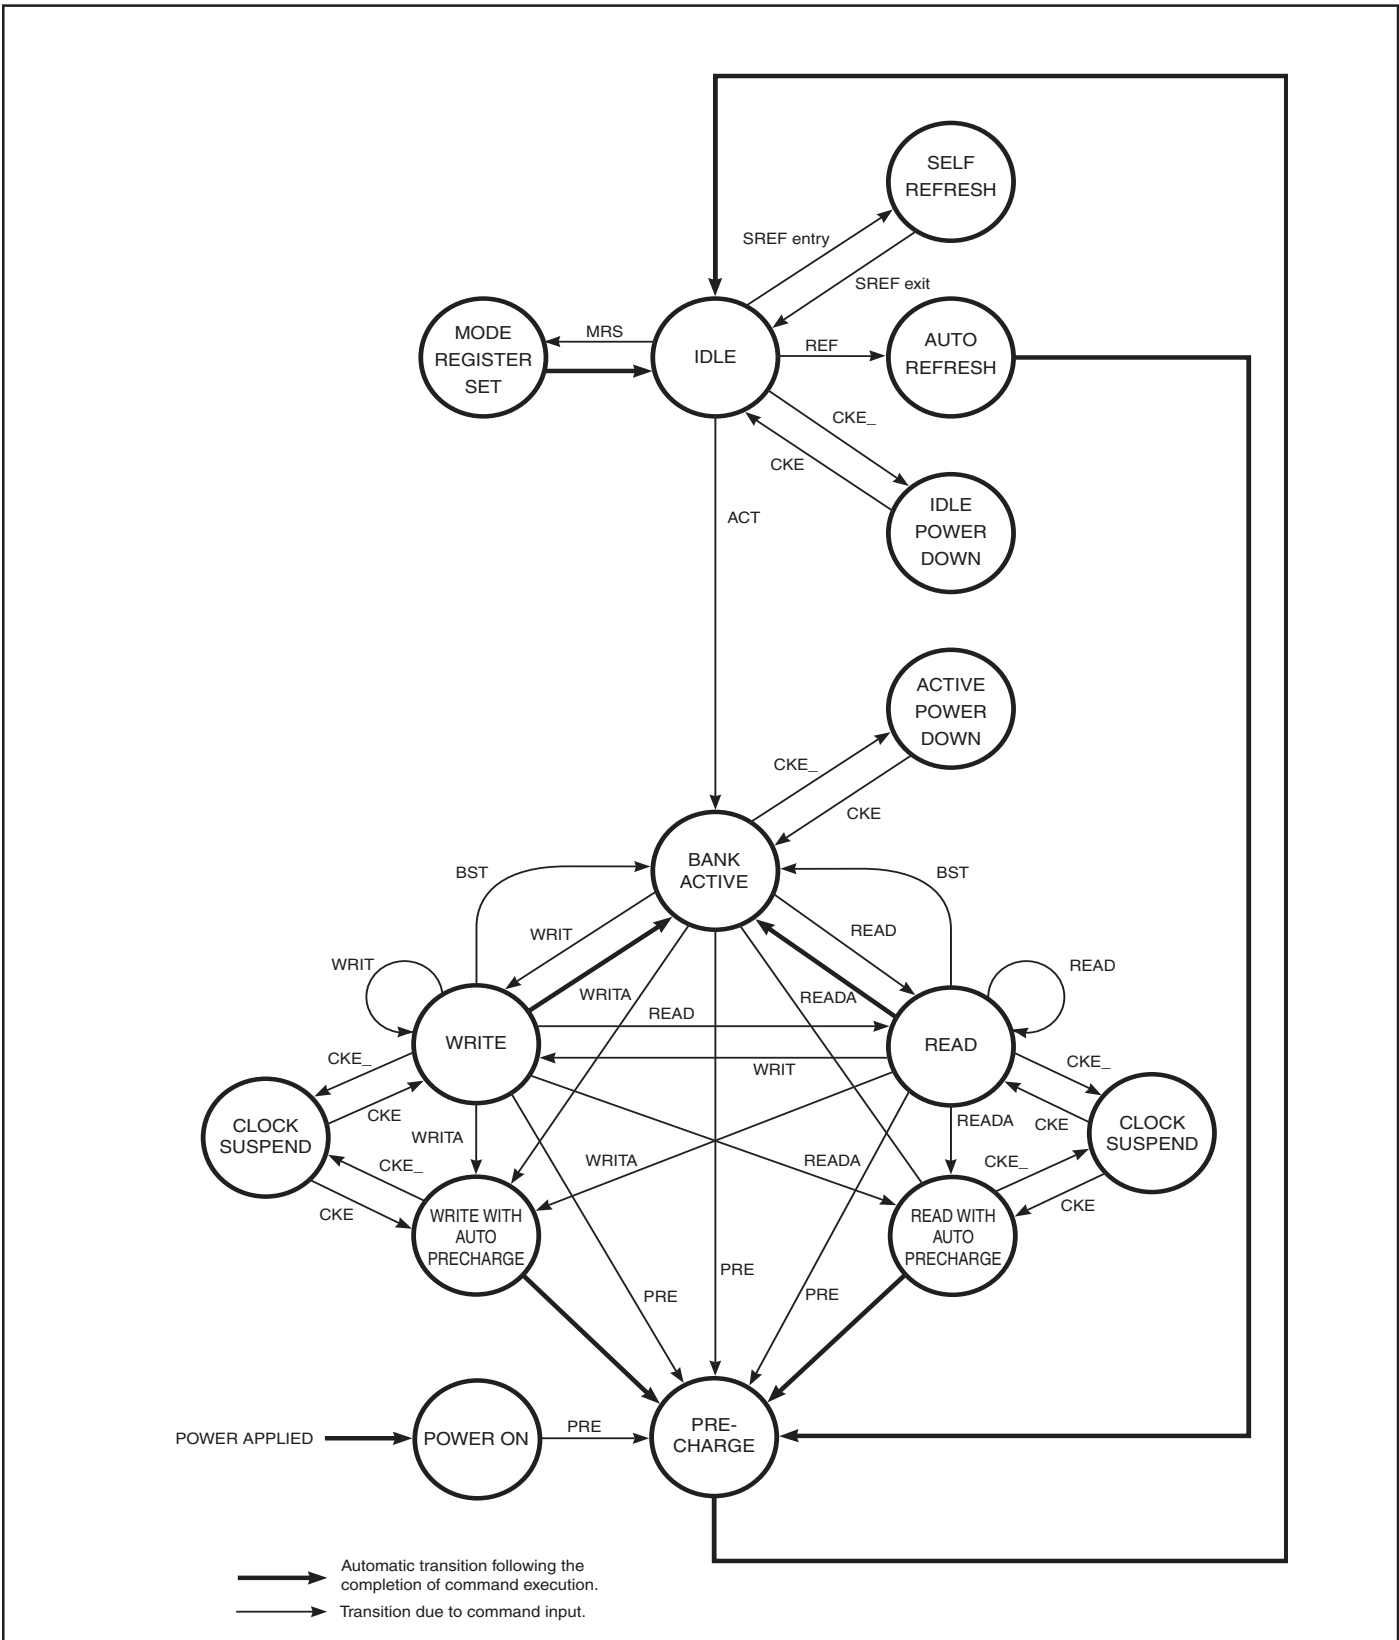 SELF
REFRESH
SREF entry
SREF exit
MODE
REGISTER
SET
MRS
IDLE
REF
AUTO
REFRESH
CKE_
CKE
IDLE
POWER
DOWN
ACT
ACTIVE
POWER
DOWN
CKE_
CKE
BANK
ACTIVE
BST
BST
WRIT
READ
WRIT
READ
WRITA
READA
READ
WRITE
READ
WRIT
CKE_
CKE_
CKE
CKE
CLOCK
SUSPEND
CLOCK
SUSPEND
WRITA
READA
CKE_
WRITA
READA
CKE_
CKE
CKE
WRITE WITH
AUTO
PRECHARGE
READ WITH
AUTO
PRECHARGE
PRE
PRE
PRE
POWER APPLIED
POWER ON
PRE
PRE-
CHARGE
Automatic transition following the
completion of command execution.
Transition due to command input.